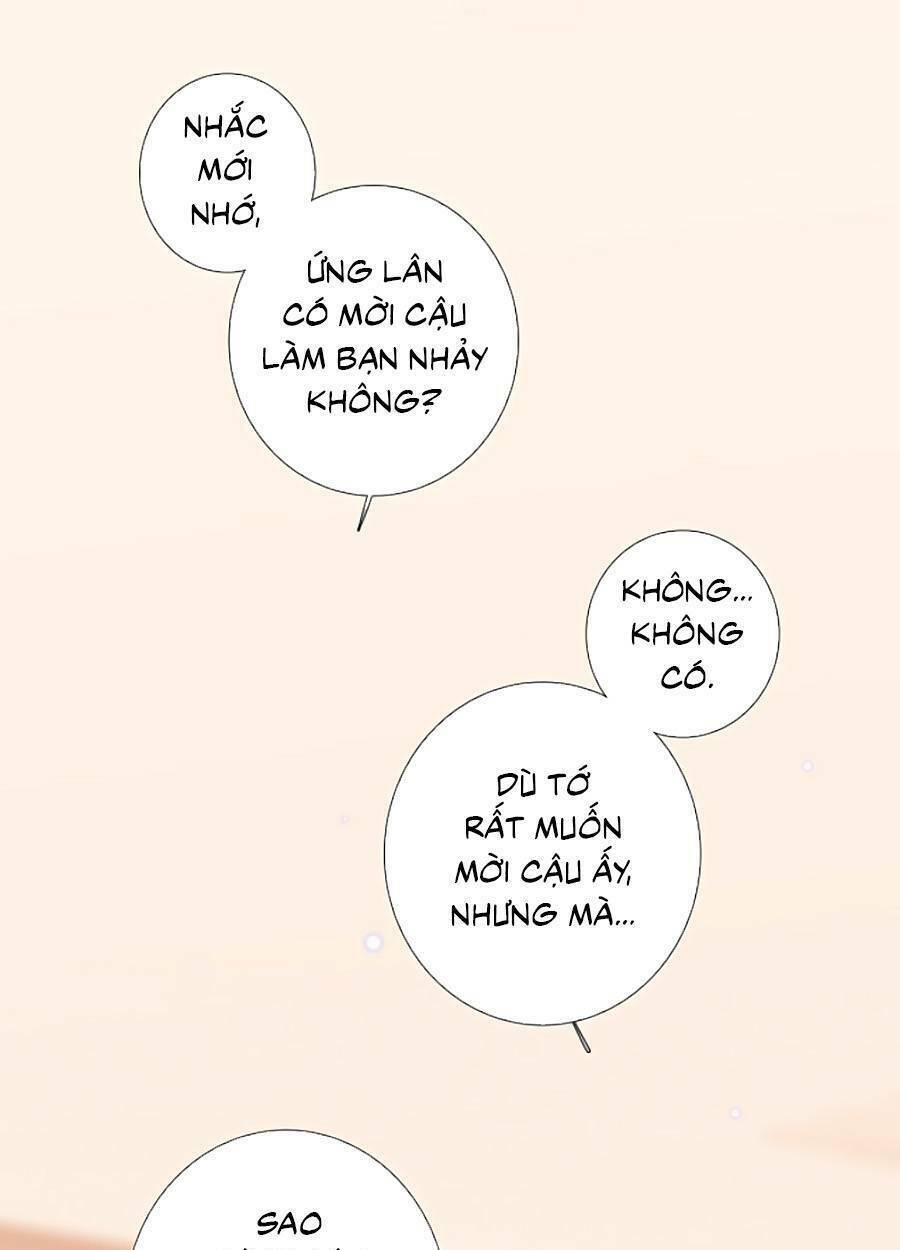 NHẮC
MỚI
NHỚ,
ỨNG LÂN
CÓ MỜI CẬU
LÀM BẠN NHẢY
KHÔNG?
KHÔNG...
KHÔNG
CÓ.
DÙ TỚ
RẤT MUỐN
MỜI CẬU ẤY,
NHƯNG MÀ...
SAO